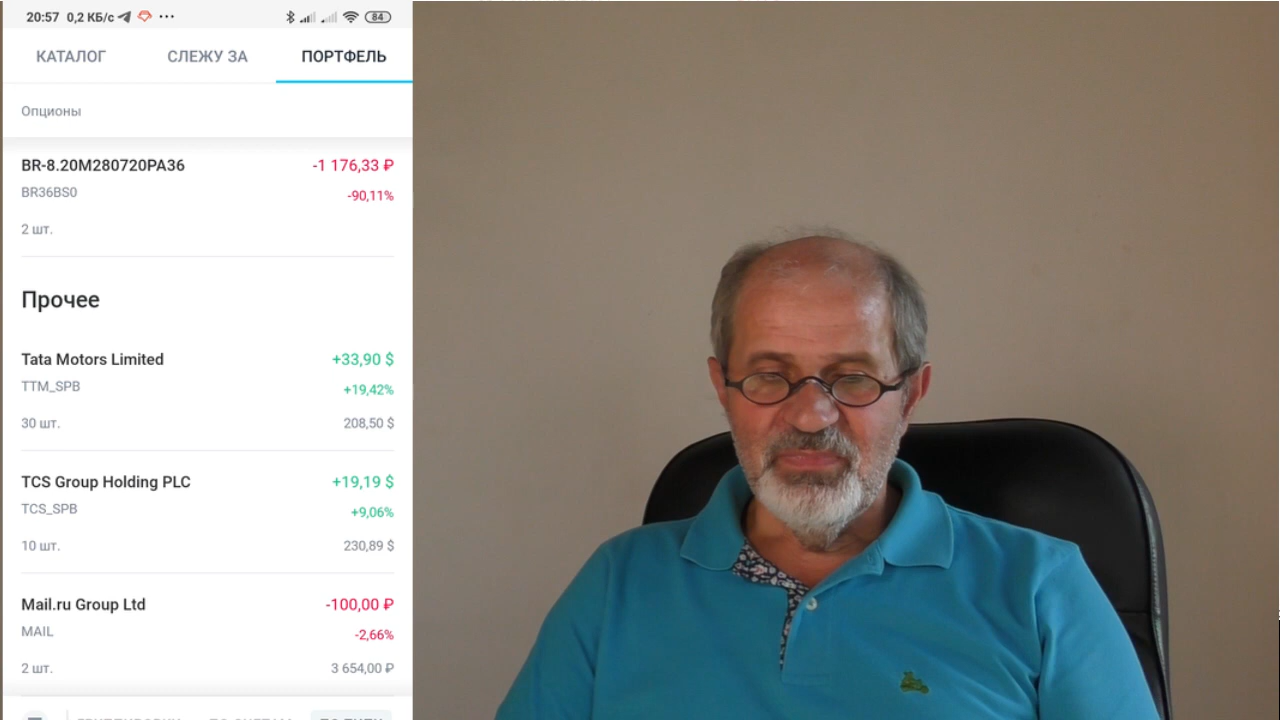 20:57 0,2 КБ/с ... 84
КАТАЛОГ СЛЕЖУ ЗА ПОРТФЕЛЬ
Опционы
BR-8.20M280720PA36 -1 176,33 ₽
BR36BS0 -90,11%
2 шт.
Прочее
Tata Motors Limited +33,90 $
TTM_SPB +19,42%
30 шт. 208,50 $
TCS Group Holding PLC +19,19 $
TCS_SPB +9,06%
10 шт. 230,89 $
Mail.ru Group Ltd -100,00 ₽
MAIL -2,66%
2 шт. 3 654,00 ₽